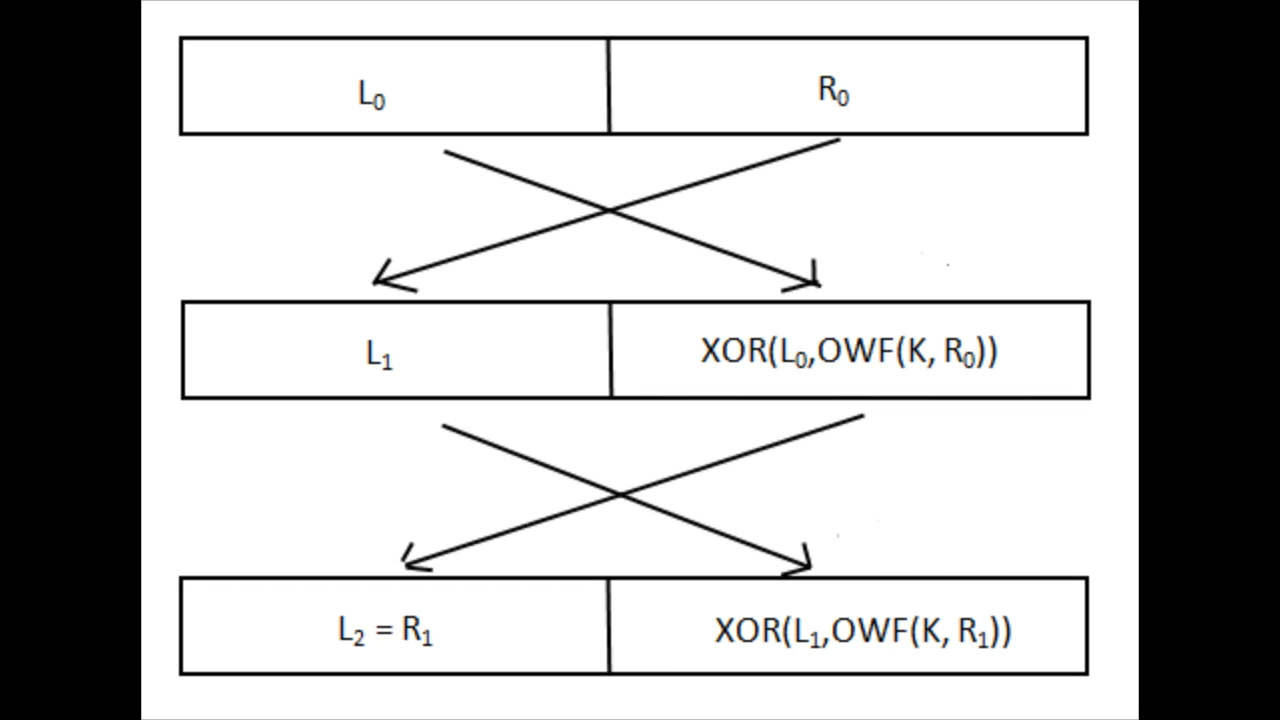 L₀ R₀
L₁ XOR(L₀,OWF(K, R₀))
L₂ = R₁ XOR(L₁,OWF(K, R₁))